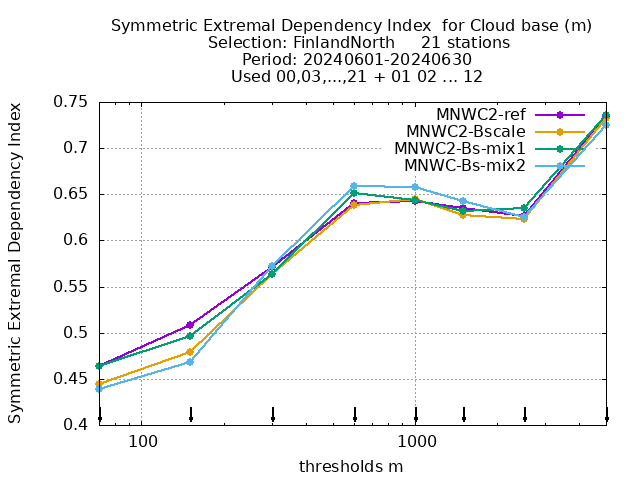 Symmetric Extremal Dependency Index  for Cloud base (m)
Selection: FinlandNorth     21 stations
Period: 20240601-20240630
Used 00,03,...,21 + 01 02 ... 12
Symmetric Extremal Dependency Index
0.75
0.7
0.65
0.6
0.55
0.5
0.45
0.4
MNWC2-ref
MNWC2-Bscale
MNWC2-Bs-mix1
MNWC-Bs-mix2
100
1000
thresholds m